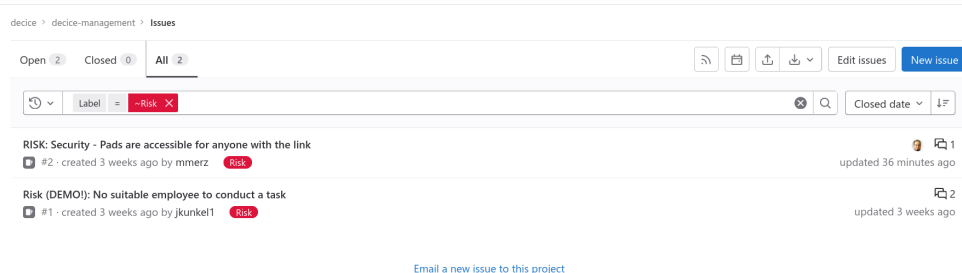 decice > decice-management > Issues
Open 2 Closed 0 All 2 Edit issues New issue
Label = ~Risk Closed date
RISK: Security - Pads are accessible for anyone with the link 1
#2 · created 3 weeks ago by mmerz Risk updated 36 minutes ago
Risk (DEMO!): No suitable employee to conduct a task 2
#1 · created 3 weeks ago by jkunkel1 Risk updated 3 weeks ago
Email a new issue to this project